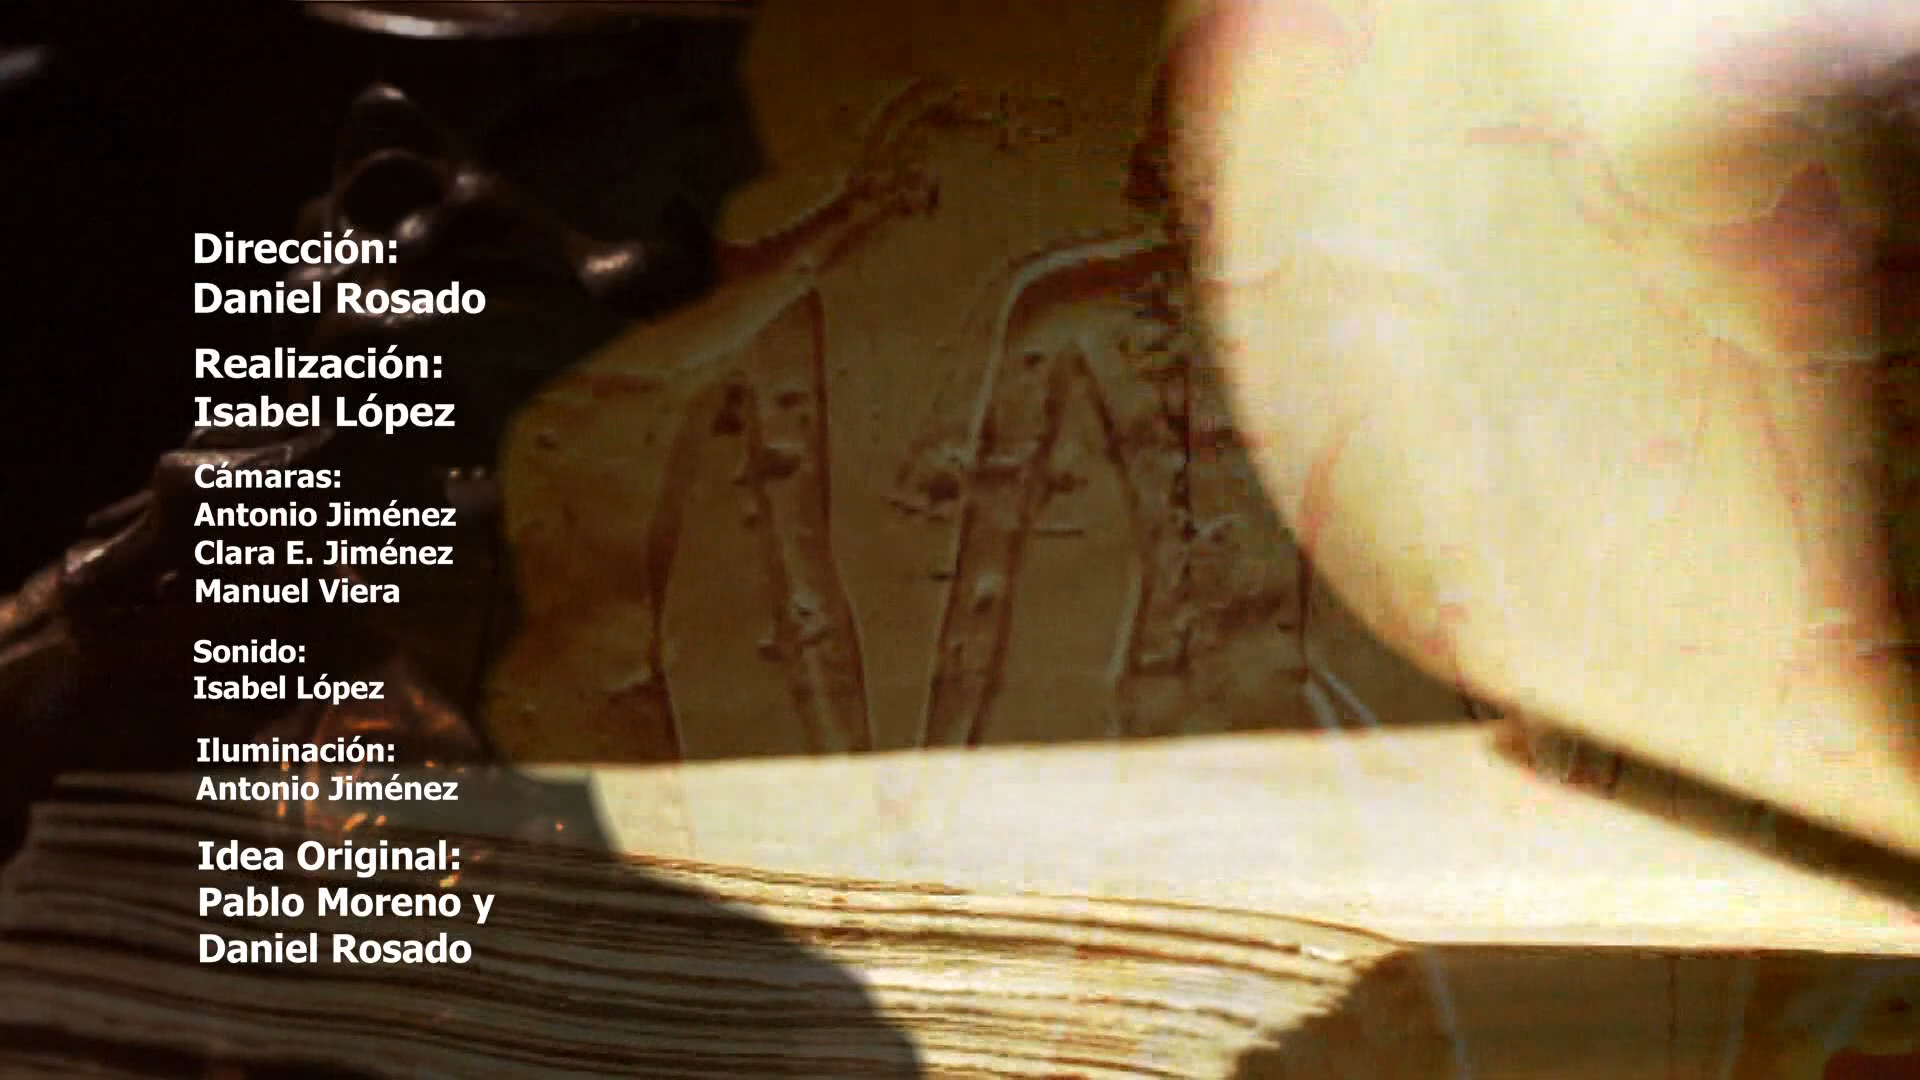 Dirección:
Daniel Rosado
Realización:
Isabel López
Cámaras:
Antonio Jiménez
Clara E. Jiménez
Manuel Viera
Sonido:
Isabel López
Iluminación:
Antonio Jiménez
Idea Original:
Pablo Moreno y
Daniel Rosado